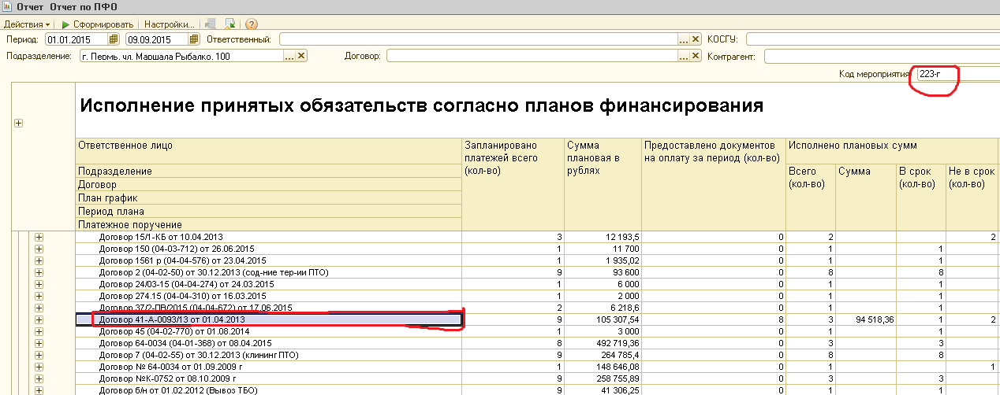 Отчет Отчет по ПФО
Действия Сформировать Настройки... ?
Период: 01.01.2015 09.09.2015 Ответственный: ... КОСГУ:
Подразделение: г. Пермь, ул. Маршала Рыбалко, 100 ... Договор: ... Контрагент:
Код мероприятия 223-г
Исполнение принятых обязательств согласно планов финансирования
Ответственное лицо
Подразделение
Договор
План график
Период плана
Платежное поручение
Запланировано
платежей всего
(кол-во)
Сумма
плановая в
рублях
Предоставлено документов
на оплату за период (кол-во)
Исполнено плановых сумм
Всего
(кол-во)
Сумма
В срок
(кол-во)
Не в срок
(кол-во)
Договор 15/1-КБ от 10.04.2013 3 12 193,5 0 2 2
Договор 150 (04-03-712) от 26.06.2015 1 11 700 0 1 1
Договор 1561 р (04-04-576) от 23.04.2015 1 1 935,02 0 1 1
Договор 2 (04-02-50) от 30.12.2013 (сод-ние тер-ии ПТО) 9 93 600 0 8 8
Договор 24/03-15 (04-04-274) от 24.03.2015 1 6 000 0 1 1
Договор 274.15 (04-04-310) от 16.03.2015 1 2 000 0 1 1
Договор 37/2-ПВ/2015 (04-04-672) от 17.06.2015 2 6 218,6 0 1 1
Договор 41-А-0093/13 от 01.04.2013 9 105 307,54 8 3 94 518,36 1 2
Договор 45 (04-02-770) от 01.08.2014 1 3 000 0 1 1
Договор 64-0034 (04-01-368) от 08.04.2015 8 492 719,36 0 3 3
Договор 7 (04-02-55) от 30.12.2013 (клининг ПТО) 9 264 785,4 0 8 8
Договор № 64-0034 от 01.09.2009 г 1 148 646,08 0 1 1
Договор №К-0752 от 08.10.2009 г 9 258 755,89 0 3 3
Договор б/н от 01.02.2012 (Вывоз ТБО) 9 41 306,25 0 1 1